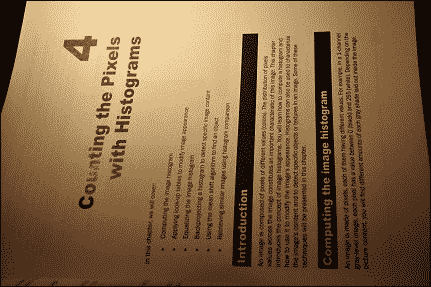 4
Counting the Pixels
with Histograms
In this chapter, we will cover:
• Computing the image histogram
• Applying look-up tables to modify image appearance
• Equalizing the image histogram
• Backprojecting a histogram to detect specific image content
• Using the mean shift algorithm to find an object
• Retrieving similar images using histogram comparison
Introduction
An image is composed of pixels of different values (colors). The distribution of pixels
values across the image constitutes an important characteristic of this image. This chapter
introduces the concept of image histograms. You will learn how to compute a histogram and
how to use it to modify the image's appearance. Histograms can also be used to characterize
the image's content and to detect specific objects or textures in an image. Some of these
techniques will be presented in this chapter.
Computing the image histogram
An image is made of pixels, each of them having different values. For example, in a 1-channel
gray-level image, each pixel has a value between 0 (black) and 255 (white). Depending on the
picture content, you will find different amounts of each gray shade laid out inside the image.